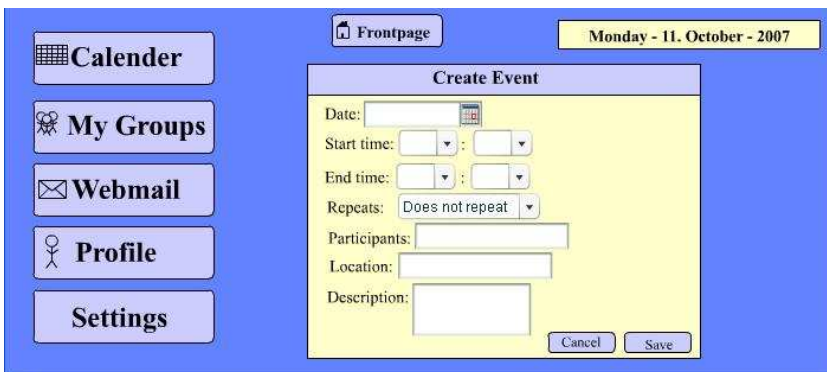 Frontpage
Monday - 11. October - 2007
Calender
My Groups
Webmail
Profile
Settings
Create Event
Date:
Start time: :
End time: :
Repeats: Does not repeat
Participants:
Location:
Description:
Cancel Save